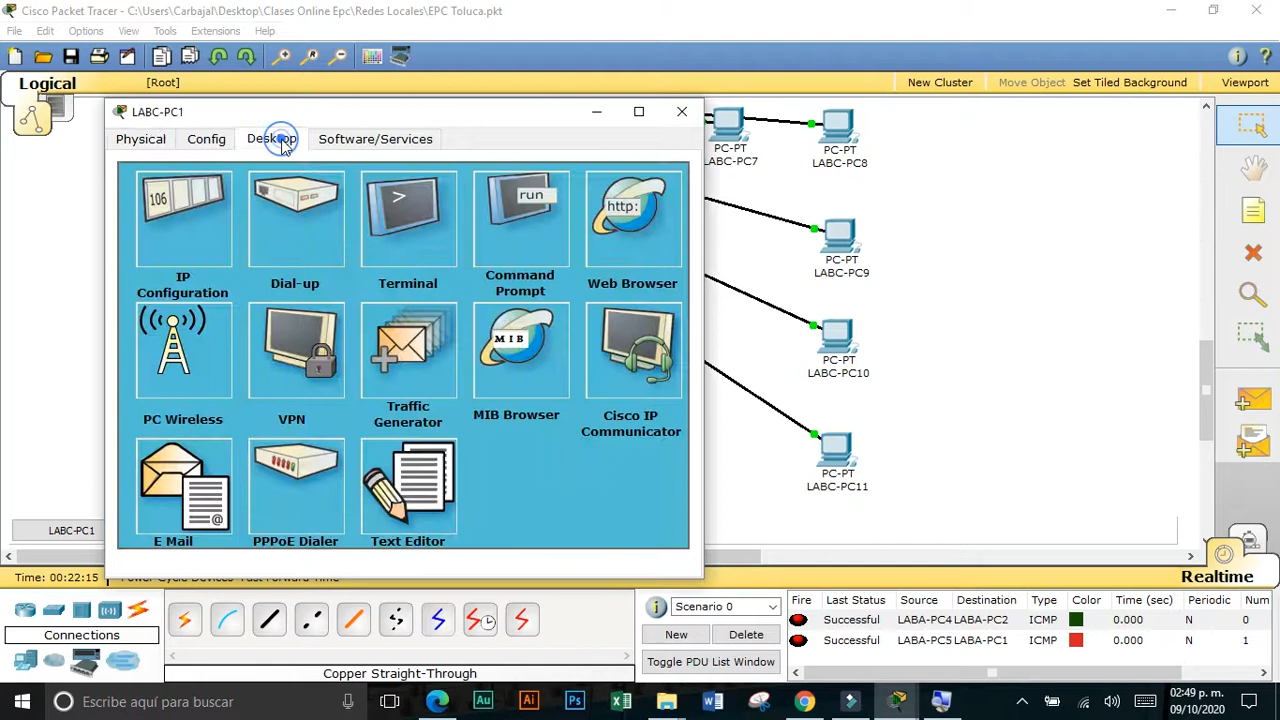 Cisco Packet Tracer - C:\Users\Carbajal\Desktop\Clases Online Epc\Redes Locales\EPC Toluca.pkt
File Edit Options View Tools Extensions Help
Logical [Root] New Cluster Move Object Set Tiled Background Viewport
LABC-PC1
Physical Config Desktop Software/Services
106
>
run
http:
IP
Configuration
Dial-up
Terminal
Command
Prompt
Web Browser
MIB
PC Wireless
VPN
Traffic
Generator
MIB Browser
Cisco IP
Communicator
@
E Mail
PPPoE Dialer
Text Editor
PC-PT
LABC-PC7
PC-PT
LABC-PC8
PC-PT
LABC-PC9
PC-PT
LABC-PC10
PC-PT
LABC-PC11
LABC-PC1
Time: 00:22:15
Realtime
Connections
Copper Straight-Through
Scenario 0
New Delete
Toggle PDU List Window
Fire Last Status Source Destination Type Color Time (sec) Periodic Num
Successful LABA-PC4 LABA-PC2 ICMP 0.000 N 0
Successful LABA-PC5 LABA-PC1 ICMP 0.000 N 1
Escribe aquí para buscar
Au Ai Ps
02:49 p. m.
09/10/2020